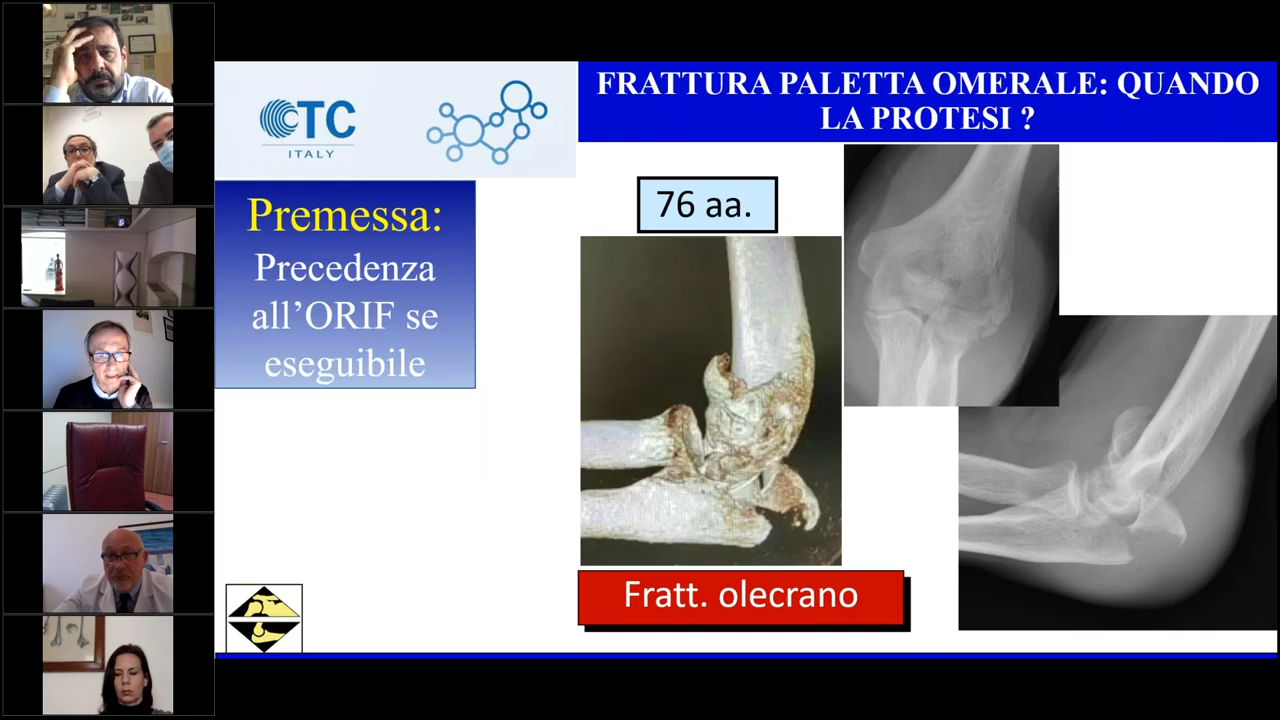 CTC
ITALY
FRATTURA PALETTA OMERALE: QUANDO
LA PROTESI ?
Premessa:
Precedenza
all’ORIF se
eseguibile
76 aa.
Fratt. olecrano